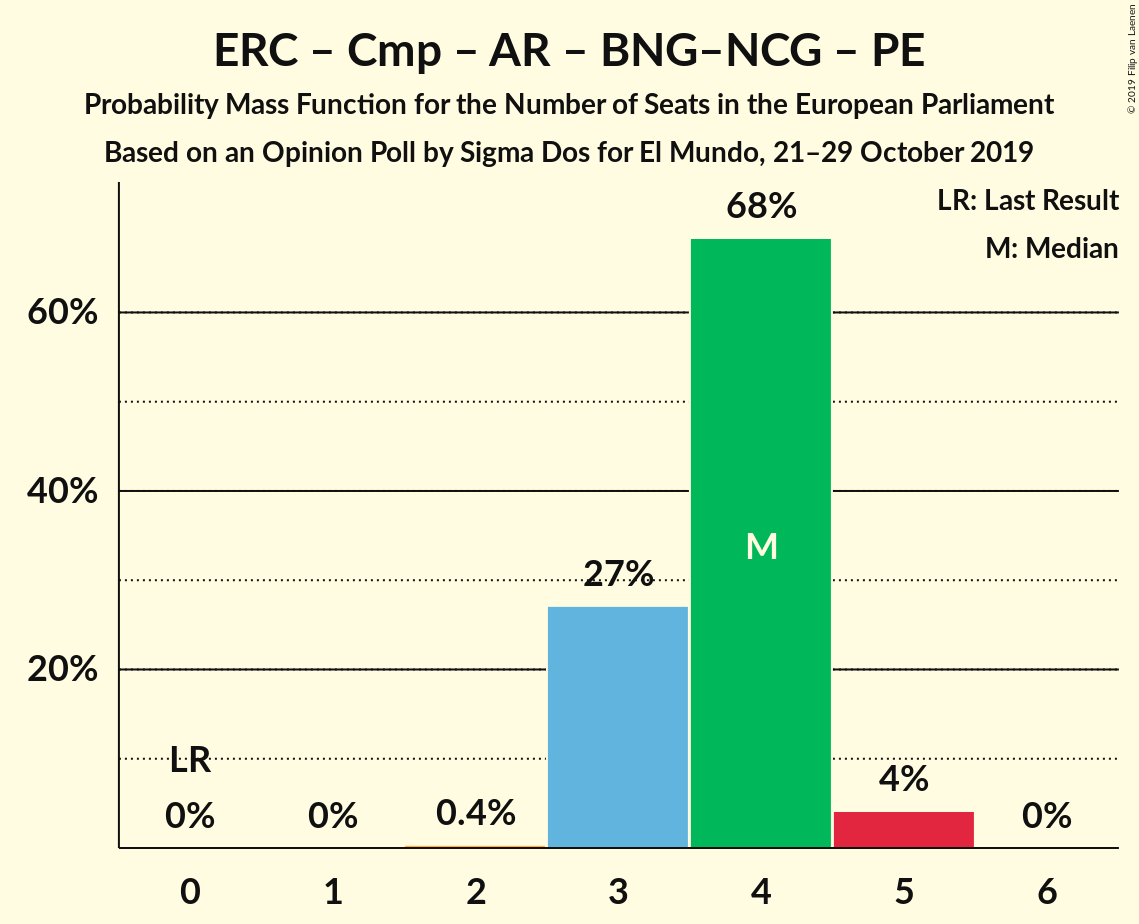 ERC – Cmp – AR – BNG–NCG – PE
Probability Mass Function for the Number of Seats in the European Parliament
Based on an Opinion Poll by Sigma Dos for El Mundo, 21–29 October 2019
© 2019 Filip van Laenen
LR: Last Result
M: Median
68%
60%
40%
M
27%
20%
LR
4%
0%
0%
0.4%
0%
0 1 2 3 4 5 6